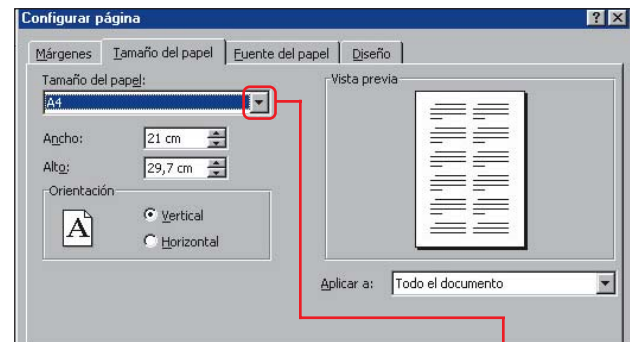 Configurar página
Márgenes Tamaño del papel Fuente del papel Diseño
Tamaño del papel:
A4
Ancho: 21 cm
Alto: 29,7 cm
Orientación
A
Vertical
Horizontal
Vista previa
Aplicar a: Todo el documento